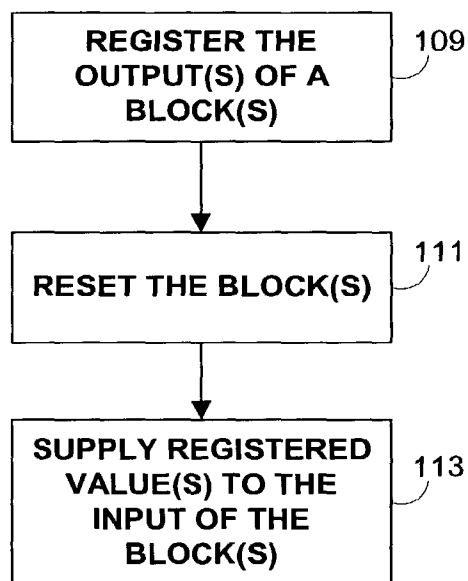 REGISTER THE
OUTPUT(S) OF A
BLOCK(S)
109
RESET THE BLOCK(S)
111
SUPPLY REGISTERED
VALUE(S) TO THE
INPUT OF THE
BLOCK(S)
113